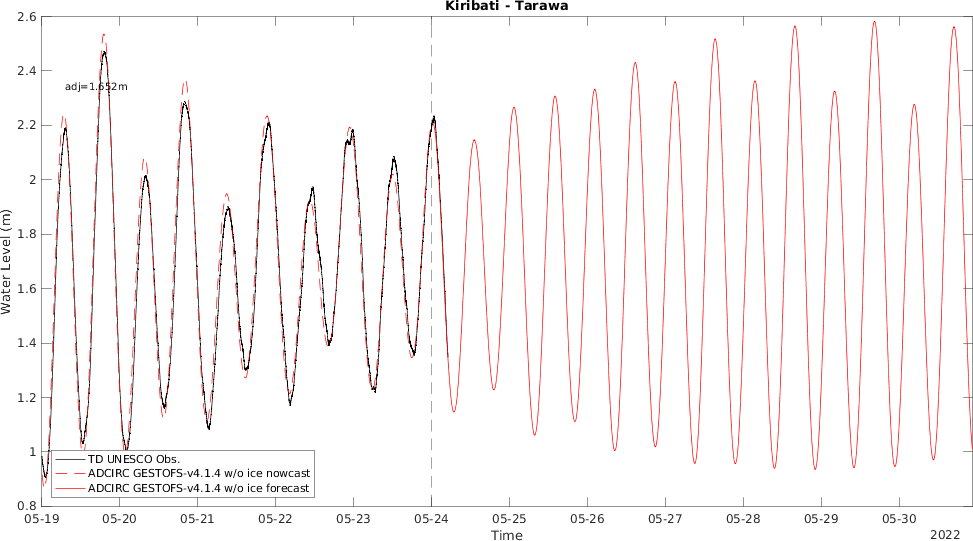 Kiribati - Tarawa
2.6
2.4
adj=1.652m
2.2
2
1.8
Water Level (m)
1.6
1.4
1.2
1
TD UNESCO Obs.
ADCIRC GESTOFS-v4.1.4 w/o ice nowcast
ADCIRC GESTOFS-v4.1.4 w/o ice forecast
0.8
05-19 05-20 05-21 05-22 05-23 05-24 05-25 05-26 05-27 05-28 05-29 05-30
Time
2022